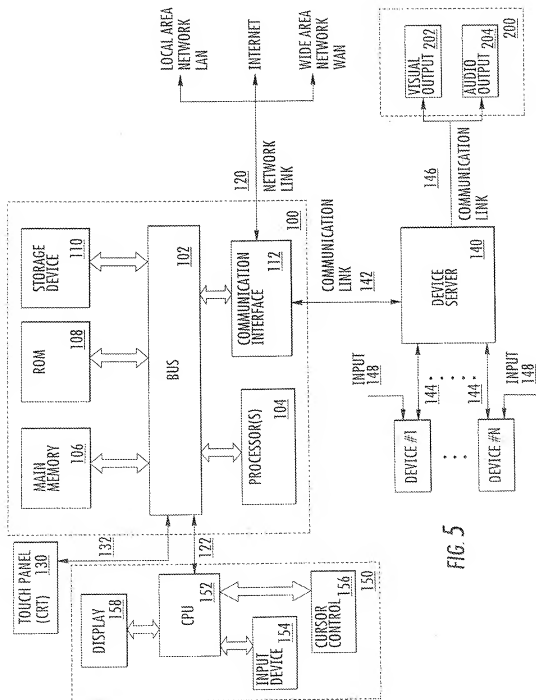 TOUCH PANEL
(CRT) 130
132
DISPLAY
158
CPU
152
122
INPUT
DEVICE 154
CURSOR
CONTROL
156
150
MAIN
MEMORY
106
ROM
108
STORAGE
DEVICE
110
BUS
102
PROCESSOR(S)
104
COMMUNICATION
INTERFACE
112
100
120
NETWORK
LINK
LOCAL AREA
NETWORK
LAN
INTERNET
WIDE AREA
NETWORK
WAN
COMMUNICATION
LINK
142
DEVICE
SERVER
140
INPUT
148
DEVICE #1
144
144
DEVICE #N
INPUT
148
146
COMMUNICATION
LINK
VISUAL
OUTPUT 202
AUDIO
OUTPUT 204
200
FIG. 5